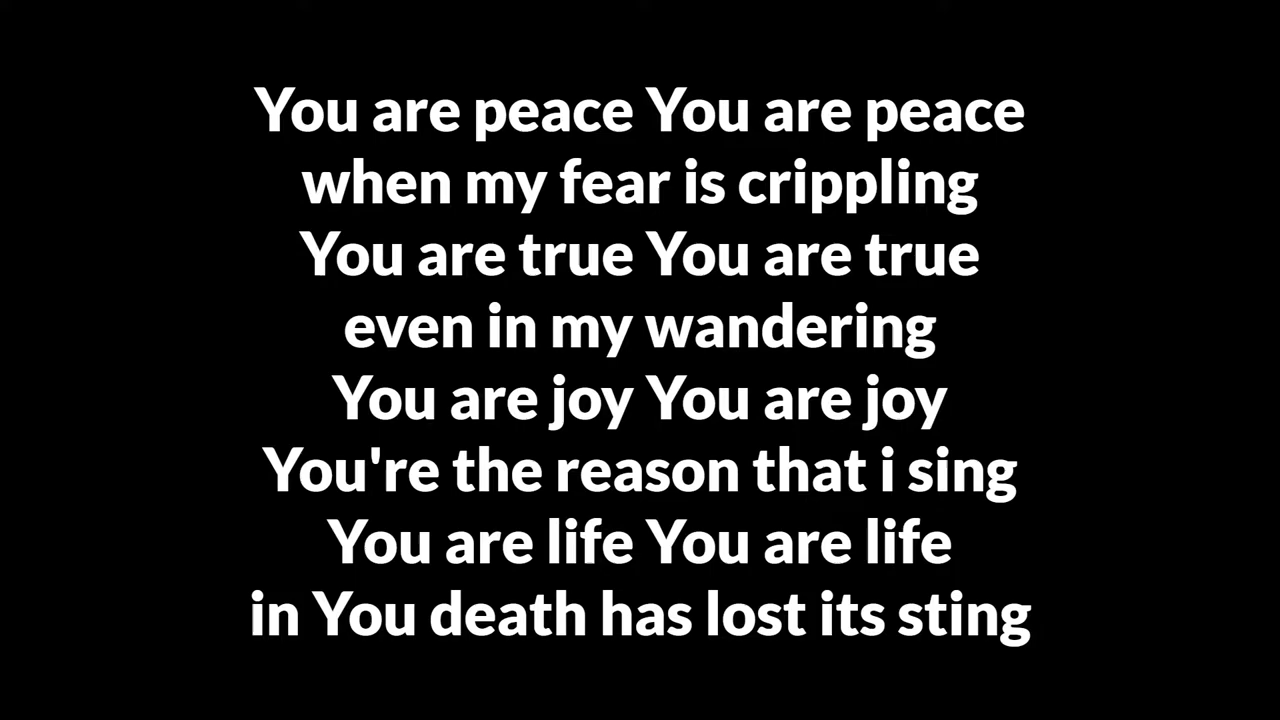 You are peace You are peace
when my fear is crippling
You are true You are true
even in my wandering
You are joy You are joy
You're the reason that i sing
You are life You are life
in You death has lost its sting